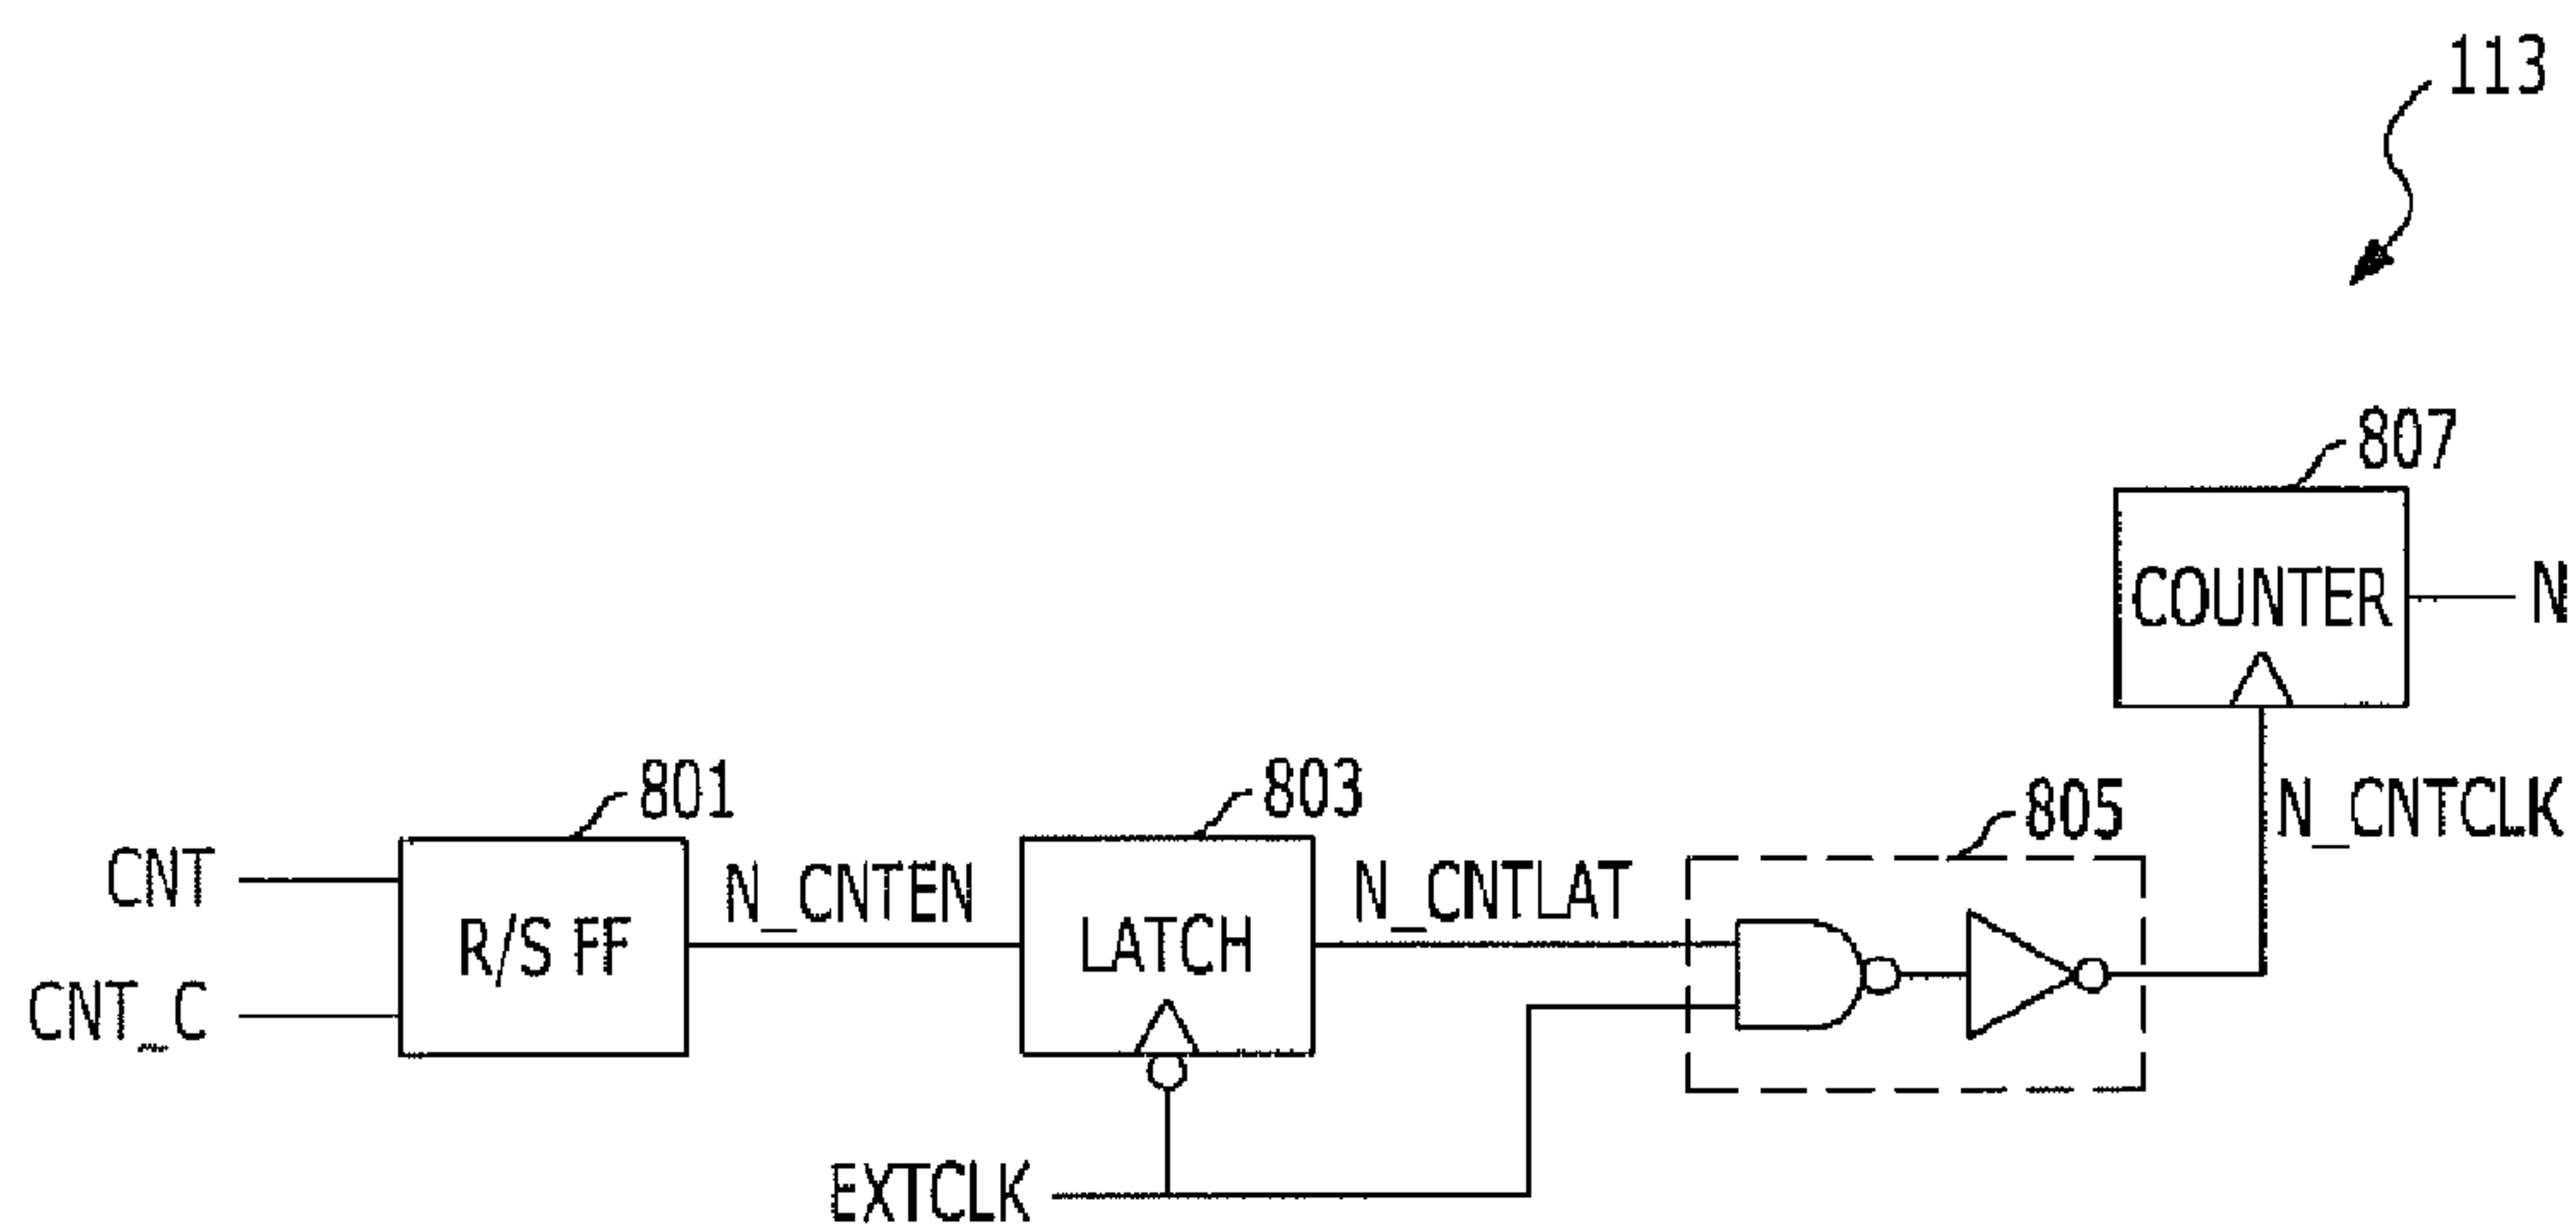 113
807
COUNTER
N
801
803
805
N_CNTCLK
CNT
N_CNTEN
N_CNTLAT
R/S FF
LATCH
CNT_C
EXTCLK